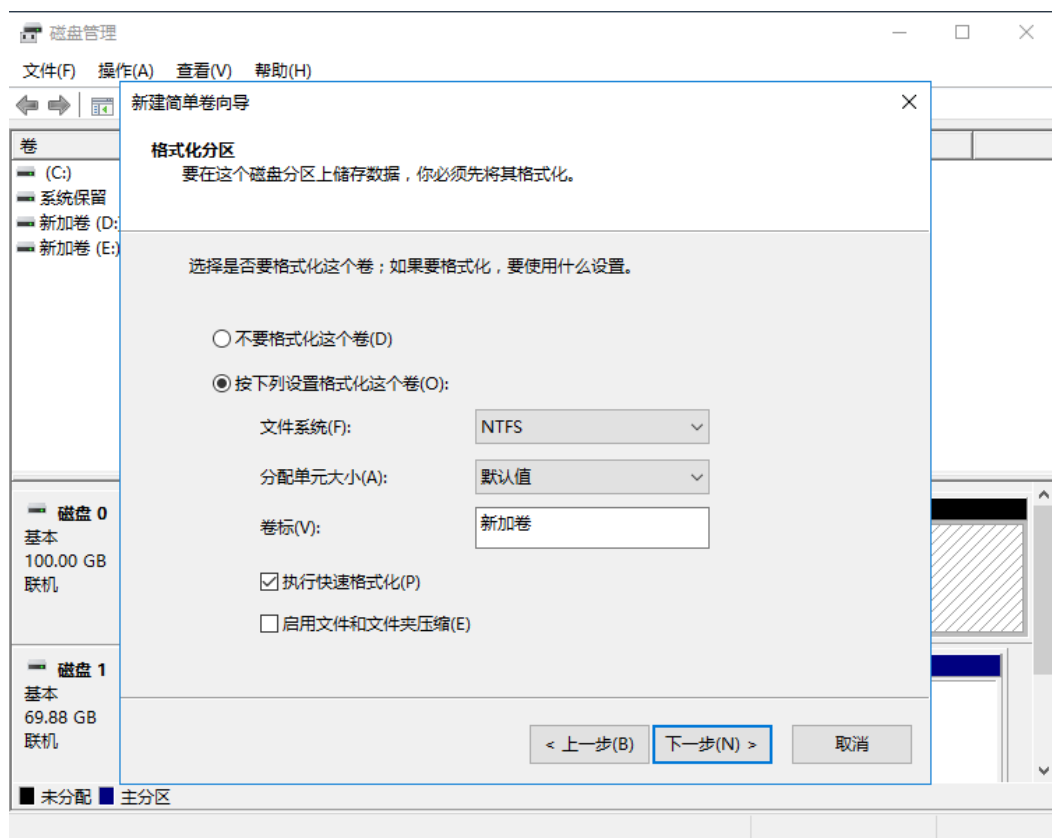 磁盘管理
文件(F) 操作(A) 查看(V) 帮助(H)
新建简单卷向导
格式化分区
要在这个磁盘分区上储存数据，你必须先将其格式化。
卷
(C:)
系统保留
新加卷 (D:
新加卷 (E:)
选择是否要格式化这个卷；如果要格式化，要使用什么设置。
不要格式化这个卷(D)
按下列设置格式化这个卷(O):
文件系统(F): NTFS
分配单元大小(A): 默认值
卷标(V): 新加卷
执行快速格式化(P)
启用文件和文件夹压缩(E)
磁盘 0
基本
100.00 GB
联机
磁盘 1
基本
69.88 GB
联机
< 上一步(B) 下一步(N) > 取消
未分配 主分区